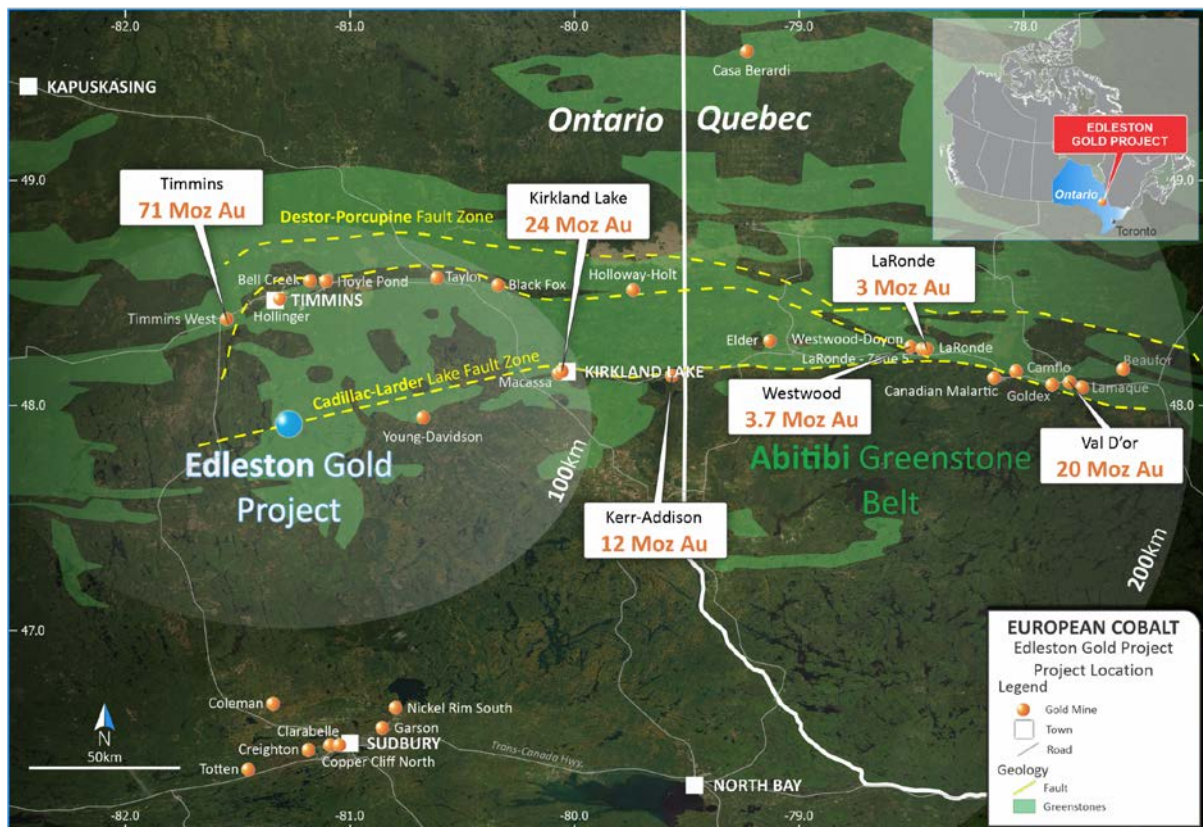 -82.0
-81.0
-80.0
-79.0
-78.0
KAPUSKASING
Casa Berardi
Ontario
Quebec
EDLESTON
GOLD PROJECT
Ontario
Toronto
49.0
49.0
Timmins
71 Moz Au
Destor-Porcupine Fault Zone
Kirkland Lake
24 Moz Au
Bell Creek
Hoyle Pond
Taylor
Black Fox
Holloway-Holt
LaRonde
3 Moz Au
TIMMINS
Hollinger
Timmins West
Elder
Westwood-Doyon
LaRonde
LaRonde - Zone 5
Beaufor
Cadillac-Larder Lake Fault Zone
Macassa
KIRKLAND LAKE
Camflo
Canadian Malartic
Goldex
Lamaque
48.0
48.0
Westwood
3.7 Moz Au
Young-Davidson
Edleston Gold
Project
100km
Abitibi Greenstone
Belt
Val D'or
20 Moz Au
Kerr-Addison
12 Moz Au
200km
47.0
Coleman
Nickel Rim South
Clarabelle
Garson
Creighton
SUDBURY
Copper Cliff North
Totten
Trans-Canada Hwy.
NORTH BAY
N
50km
EUROPEAN COBALT
Edleston Gold Project
Project Location
Legend
Gold Mine
Town
Road
Geology
Fault
Greenstones
-82.0
-81.0
-80.0
-79.0